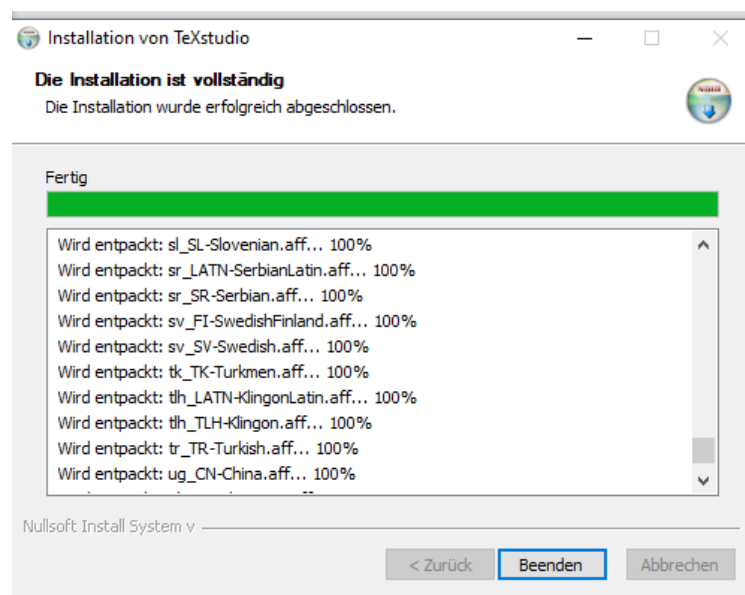 Installation von TeXstudio
Die Installation ist vollständig
Die Installation wurde erfolgreich abgeschlossen.
Fertig
Wird entpackt: sl_SL-Slovenian.aff... 100%
Wird entpackt: sr_LATN-SerbianLatin.aff... 100%
Wird entpackt: sr_SR-Serbian.aff... 100%
Wird entpackt: sv_FI-SwedishFinland.aff... 100%
Wird entpackt: sv_SV-Swedish.aff... 100%
Wird entpackt: tk_TK-Turkmen.aff... 100%
Wird entpackt: tlh_LATN-KlingonLatin.aff... 100%
Wird entpackt: tlh_TLH-Klingon.aff... 100%
Wird entpackt: tr_TR-Turkish.aff... 100%
Wird entpackt: ug_CN-China.aff... 100%
Nullsoft Install System v
< Zurück Beenden Abbrechen